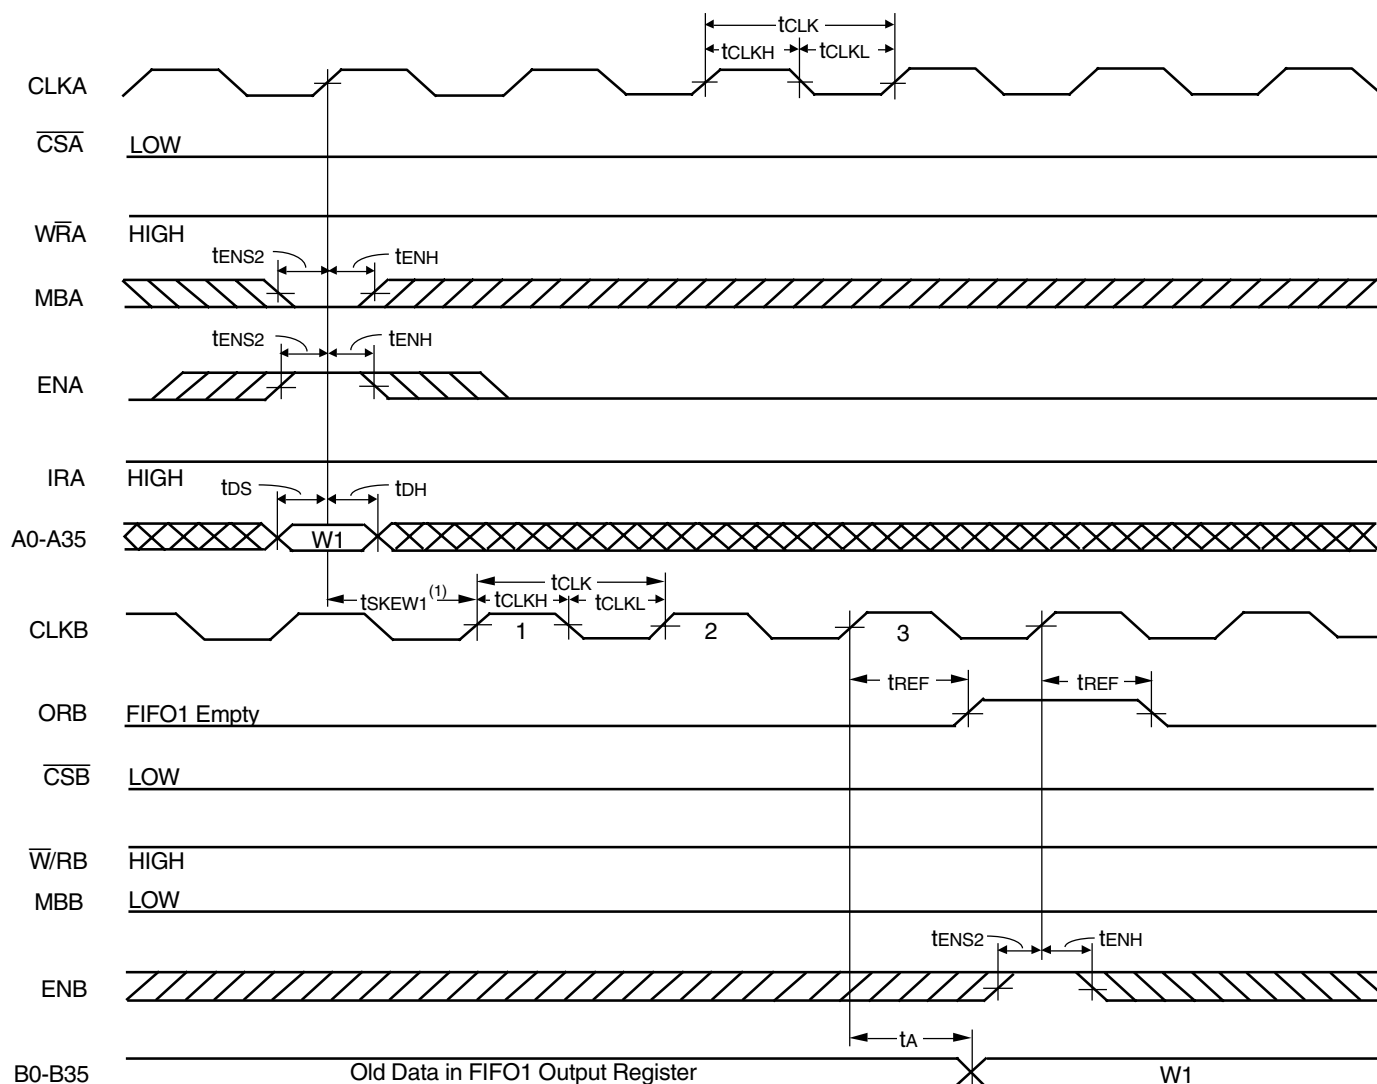 tCLK
tCLKH tCLKL
CLKA
CSA LOW
WRA HIGH
tENS2 tENH
MBA
tENS2 tENH
ENA
IRA HIGH
tDS tDH
A0-A35 W1
tSKEW1(1) tCLK
tCLKH tCLKL
CLKB 1 2 3
tREF tREF
ORB FIFO1 Empty
CSB LOW
W/RB HIGH
MBB LOW
tENS2 tENH
ENB
tA
B0-B35 Old Data in FIFO1 Output Register W1